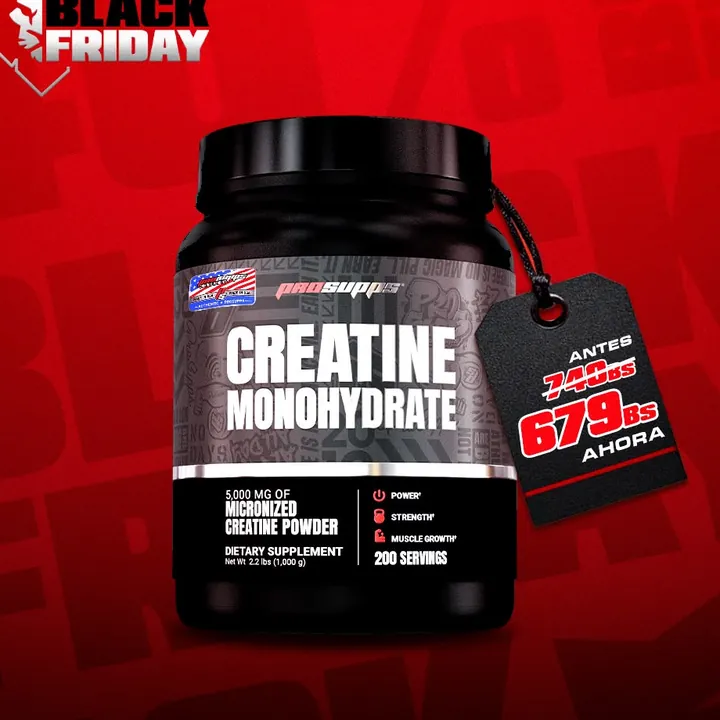 BLACK
FRIDAY
PROSUPPS
CREATINE
MONOHYDRATE
5,000 MG OF
MICRONIZED
CREATINE POWDER
DIETARY SUPPLEMENT
Net Wt. 2.2 lbs (1,000 g)
POWER†
STRENGTH†
MUSCLE GROWTH†
200 SERVINGS
ANTES
740BS
679Bs
AHORA